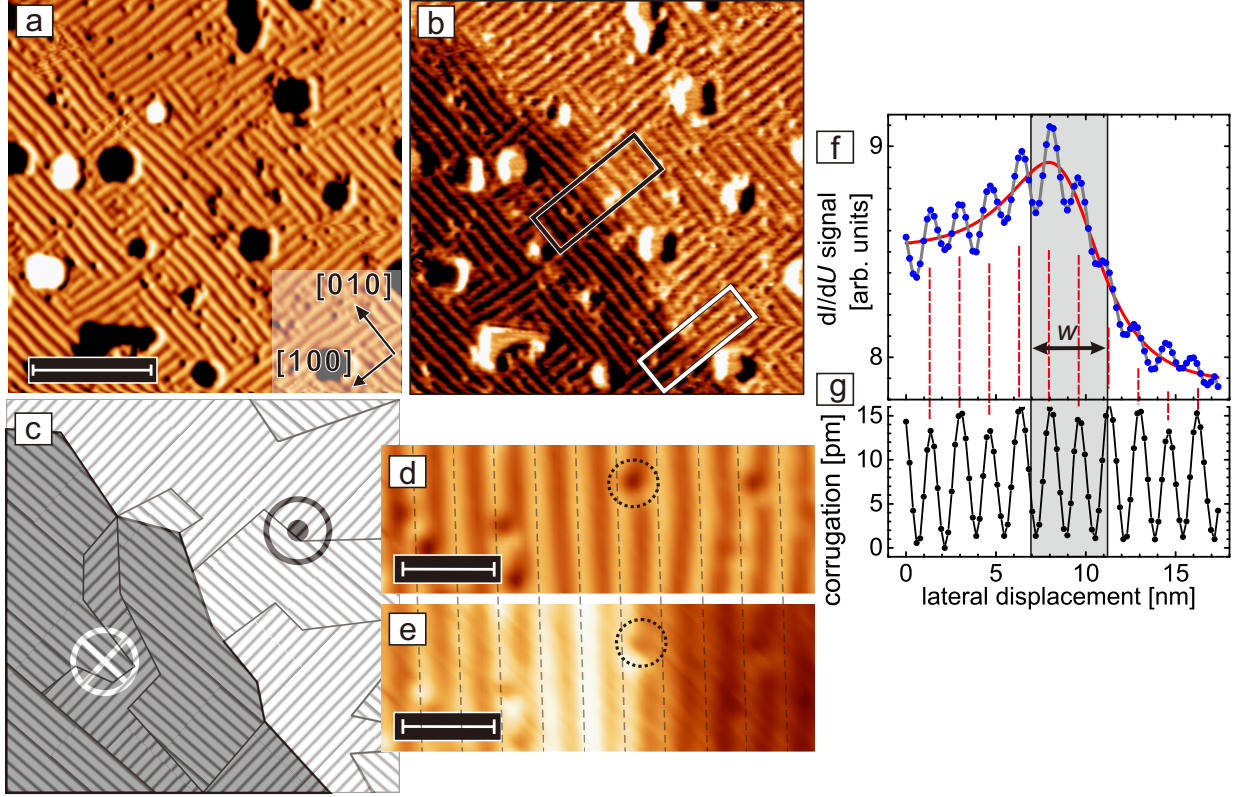 a
[010]
[100]
b
c
d
e
f
9
8
dI/dU signal
[arb. units]
w
g
15
10
5
0
corrugation [pm]
0 5 10 15
lateral displacement [nm]